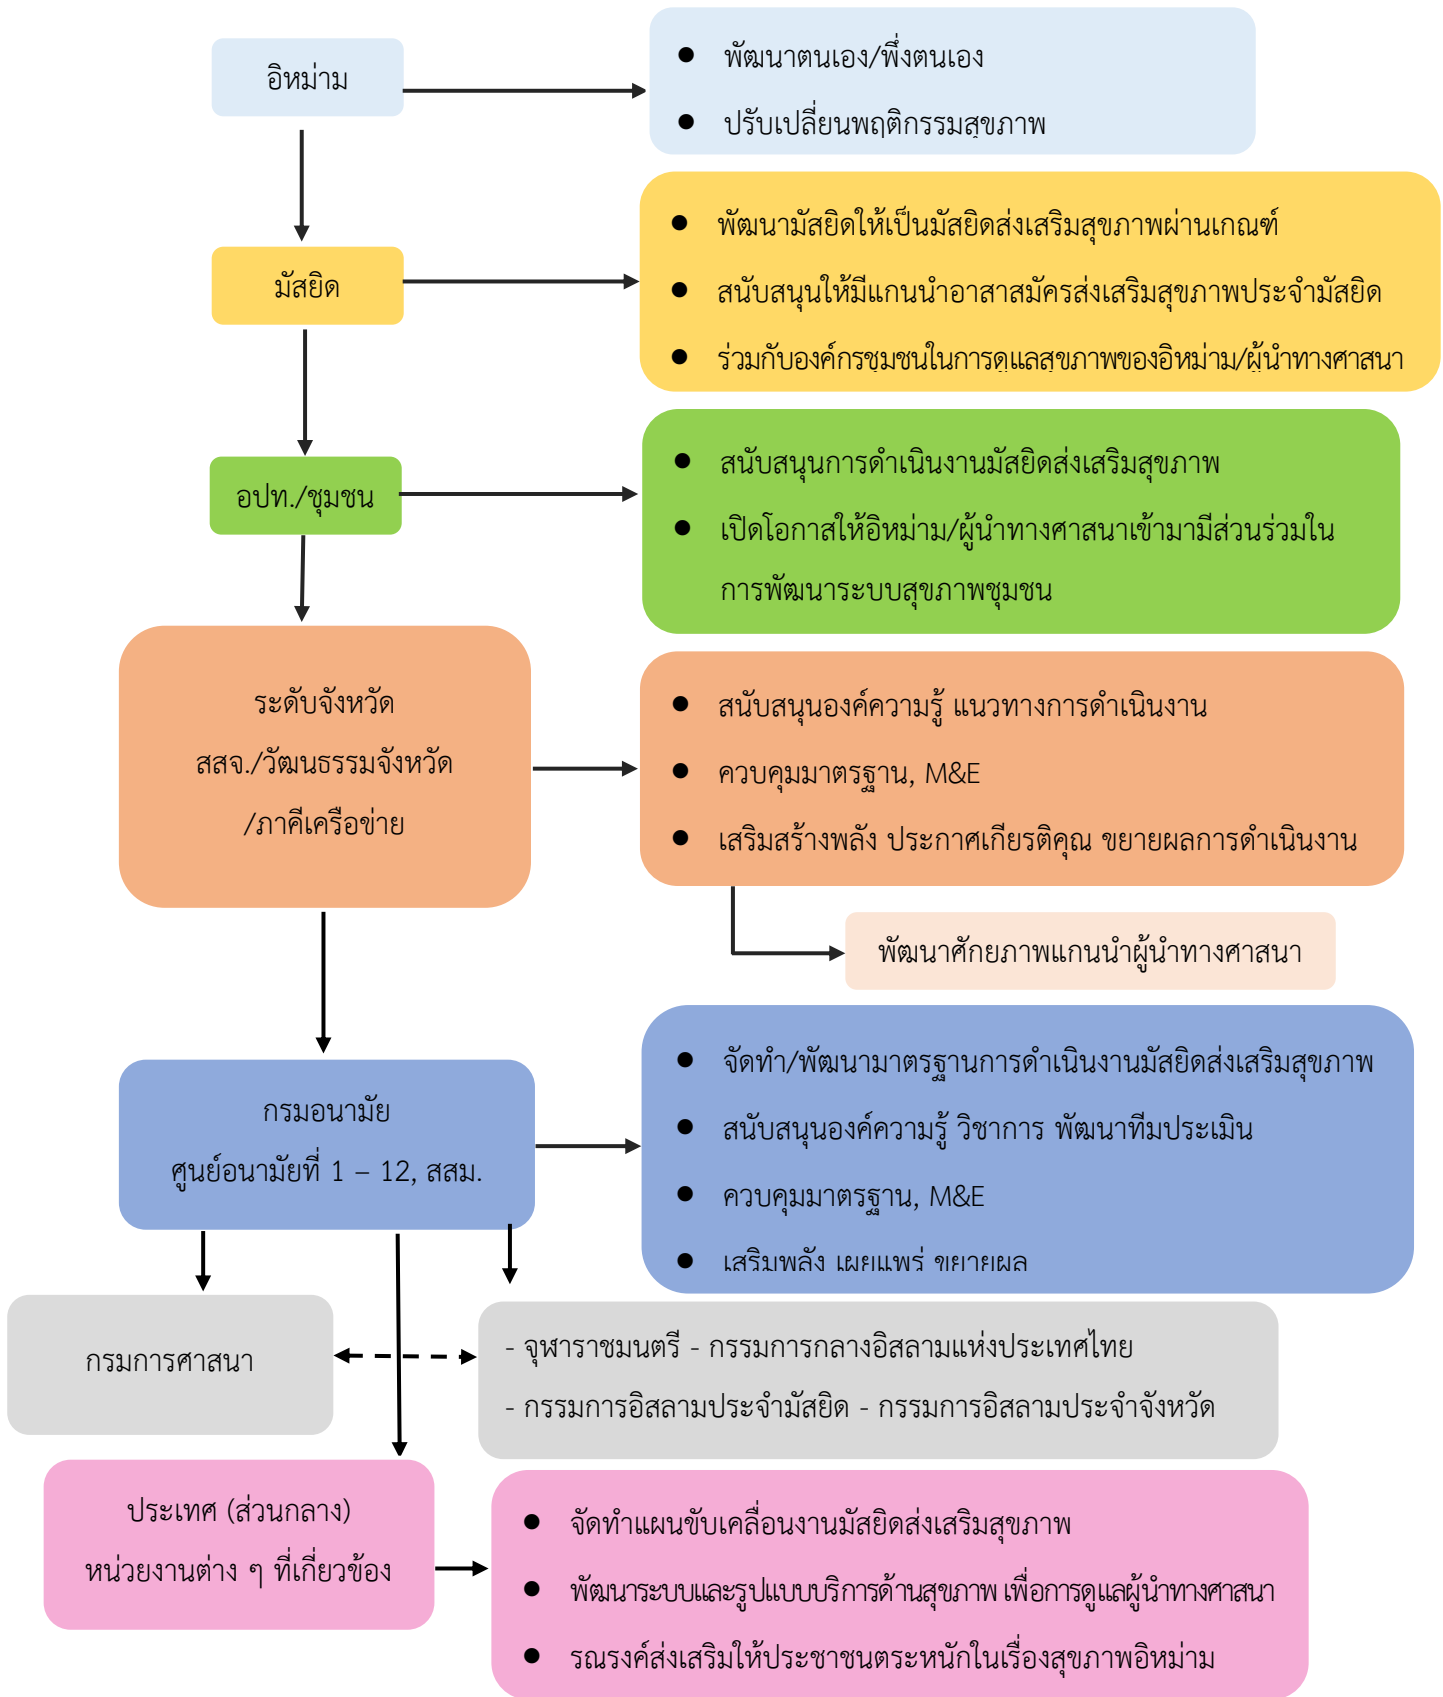 อิหม่าม
● พัฒนาตนเอง/พึ่งตนเอง
● ปรับเปลี่ยนพฤติกรรมสุขภาพ
มัสยิด
● พัฒนามัสยิดให้เป็นมัสยิดส่งเสริมสุขภาพผ่านเกณฑ์
● สนับสนุนให้มีแกนนำอาสาสมัครส่งเสริมสุขภาพประจำมัสยิด
● ร่วมกับองค์กรชุมชนในการดูแลสุขภาพของอิหม่าม/ผู้นำทางศาสนา
อปท./ชุมชน
● สนับสนุนการดำเนินงานมัสยิดส่งเสริมสุขภาพ
● เปิดโอกาสให้อิหม่าม/ผู้นำทางศาสนาเข้ามามีส่วนร่วมใน
การพัฒนาระบบสุขภาพชุมชน
ระดับจังหวัด
สสจ./วัฒนธรรมจังหวัด
/ภาคีเครือข่าย
● สนับสนุนองค์ความรู้ แนวทางการดำเนินงาน
● ควบคุมมาตรฐาน, M&E
● เสริมสร้างพลัง ประกาศเกียรติคุณ ขยายผลการดำเนินงาน
พัฒนาศักยภาพแกนนำผู้นำทางศาสนา
กรมอนามัย
ศูนย์อนามัยที่ 1 – 12, สสม.
● จัดทำ/พัฒนามาตรฐานการดำเนินงานมัสยิดส่งเสริมสุขภาพ
● สนับสนุนองค์ความรู้ วิชาการ พัฒนาทีมประเมิน
● ควบคุมมาตรฐาน, M&E
● เสริมพลัง เผยแพร่ ขยายผล
กรมการศาสนา
- จุฬาราชมนตรี - กรรมการกลางอิสลามแห่งประเทศไทย
- กรรมการอิสลามประจำมัสยิด - กรรมการอิสลามประจำจังหวัด
ประเทศ (ส่วนกลาง)
หน่วยงานต่าง ๆ ที่เกี่ยวข้อง
● จัดทำแผนขับเคลื่อนงานมัสยิดส่งเสริมสุขภาพ
● พัฒนาระบบและรูปแบบบริการด้านสุขภาพ เพื่อการดูแลผู้นำทางศาสนา
● รณรงค์ส่งเสริมให้ประชาชนตระหนักในเรื่องสุขภาพอิหม่าม